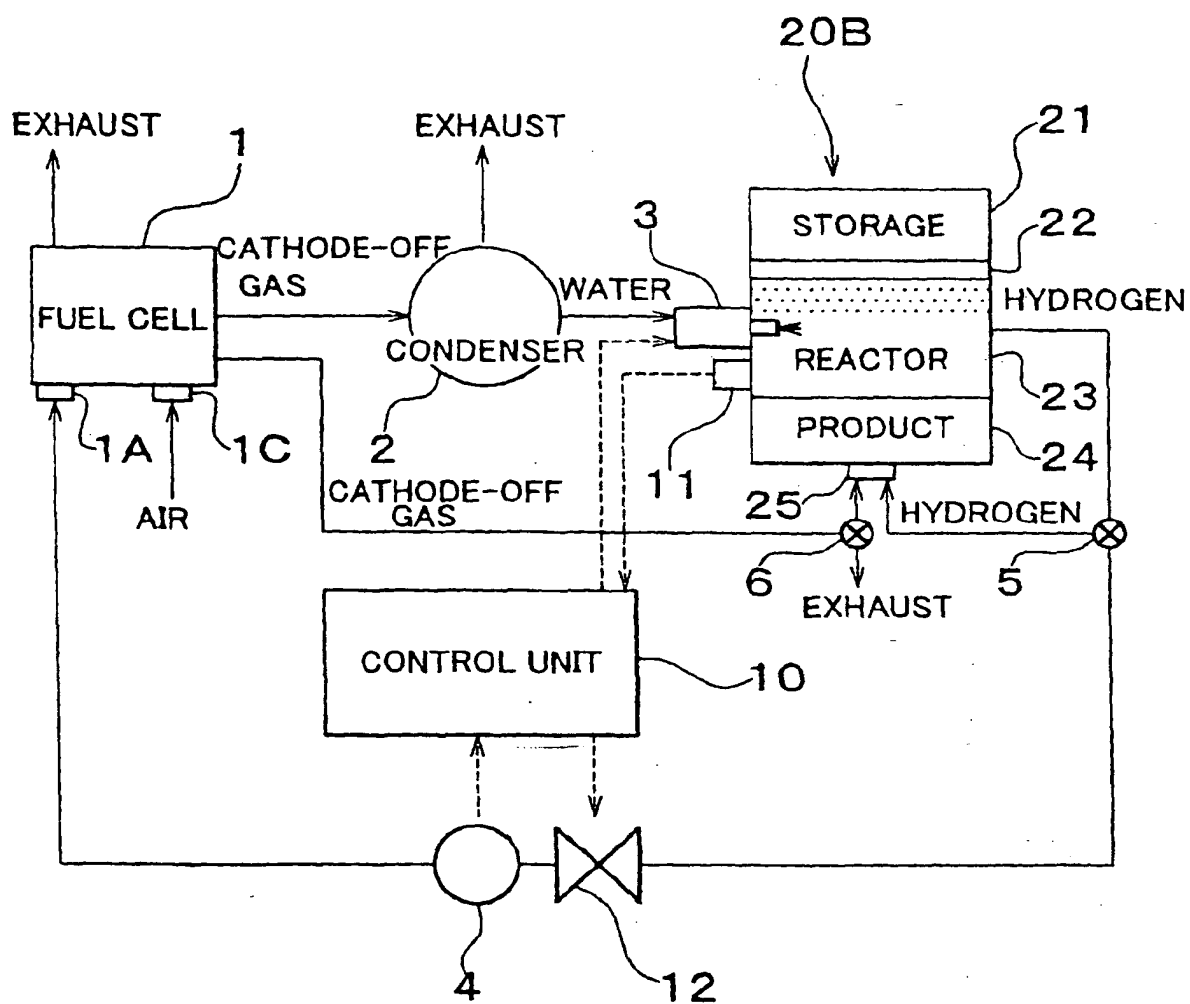 20B
EXHAUST
EXHAUST
1
21
3
STORAGE
22
CATHODE-OFF
GAS
WATER
HYDROGEN
FUEL CELL
CONDENSER
REACTOR
23
1A
1C
2
PRODUCT
24
11
25
AIR
CATHODE-OFF
GAS
HYDROGEN
6
5
EXHAUST
CONTROL UNIT
10
4
12